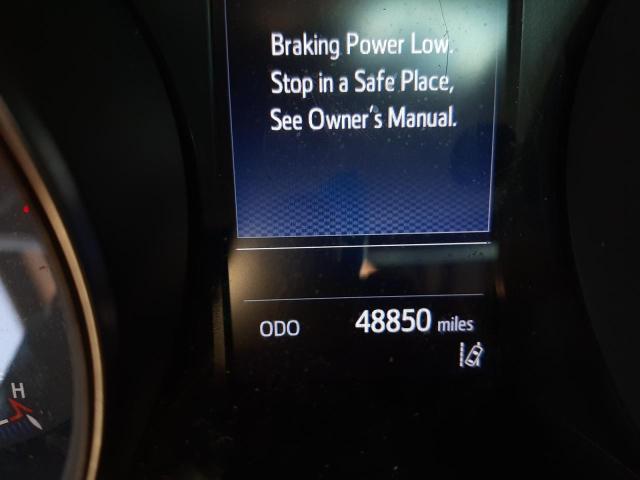 Braking Power Low.
Stop in a Safe Place,
See Owner's Manual.
ODO 48850 miles
H